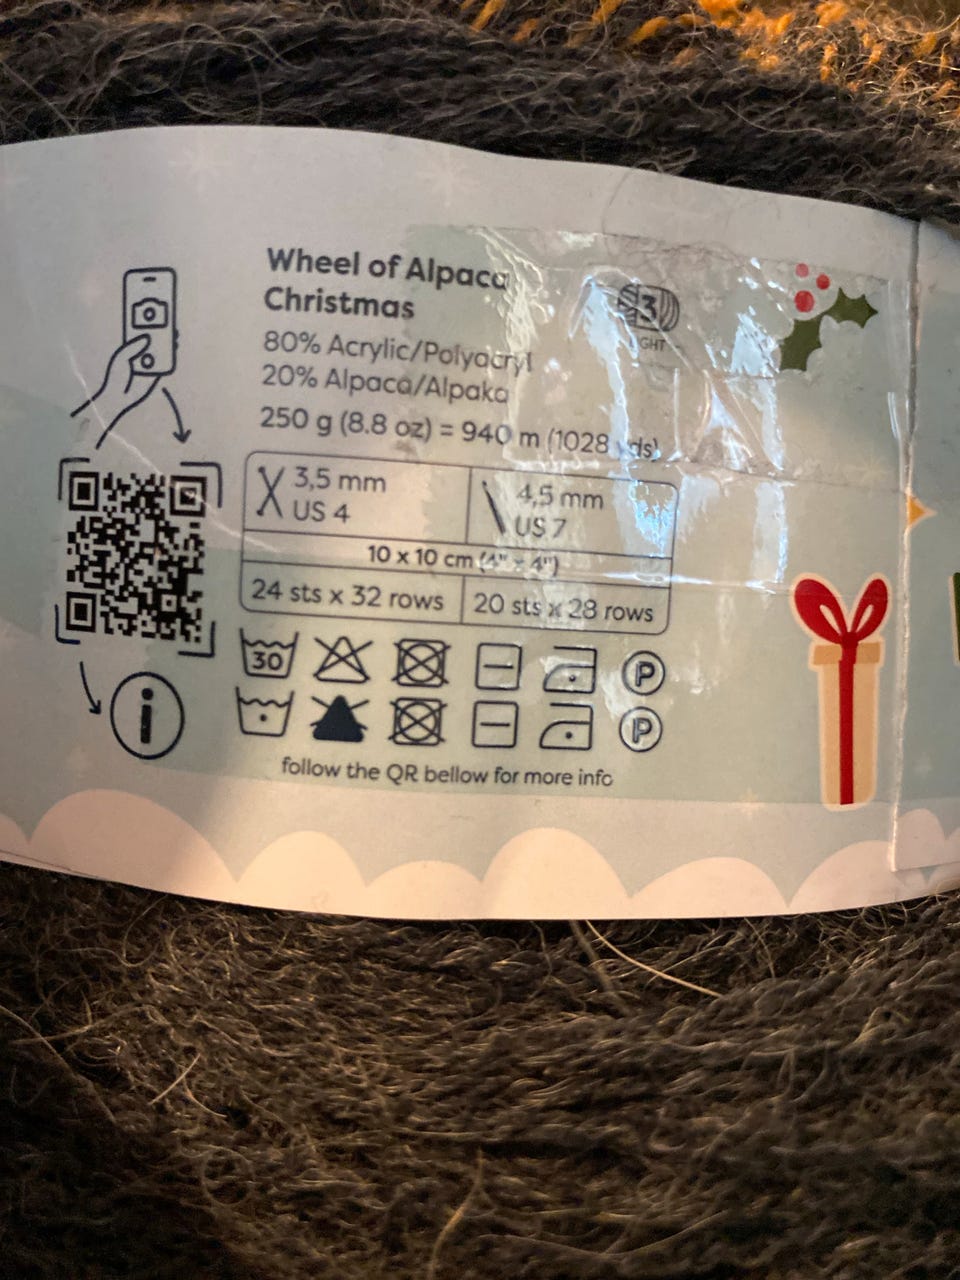 Wheel of Alpaca
Christmas
80% Acrylic/Polyacryl
20% Alpaca/Alpaka
250 g (8.8 oz) = 940 m (1028 yds)
3
LIGHT
3,5 mm
US 4
4,5 mm
US 7
10 x 10 cm (4" x 4")
24 sts x 32 rows
20 sts x 28 rows
30
P
P
i
follow the QR bellow for more info